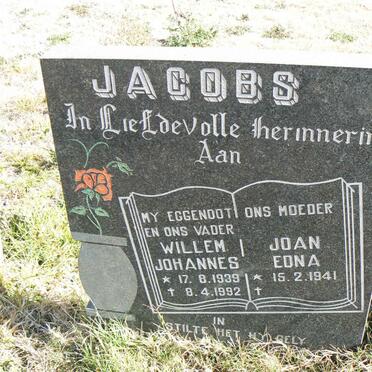 JACOBS
In Liefdevolle herinnerin
Aan
MY EGGENOOT
EN ONS VADER
WILLEM
JOHANNES
* 17.8.1939
✝ 8.4.1992
ONS MOEDER
JOAN
EDNA
* 15.2.1941
✝
IN
STILTE HET HY GELY